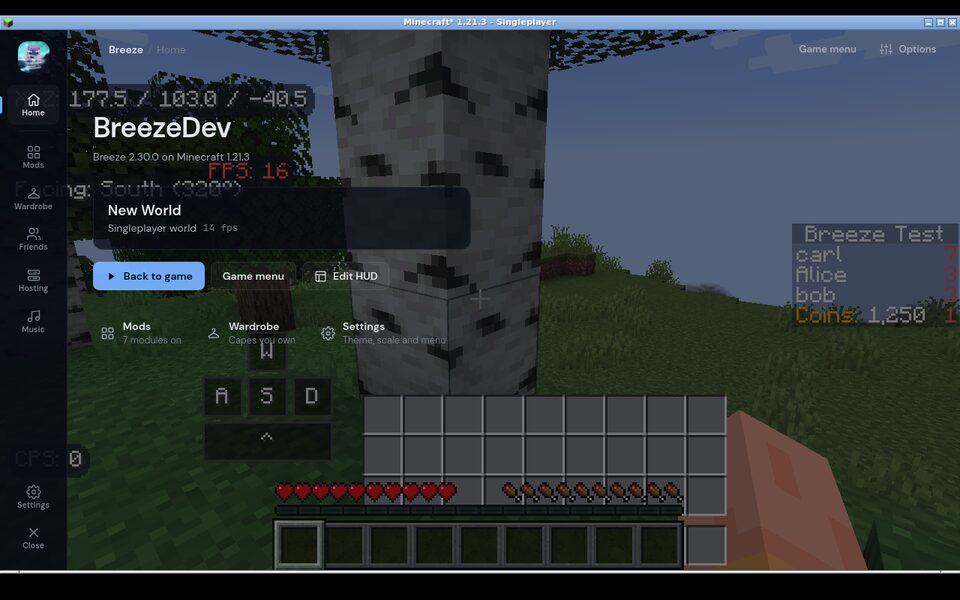 Minecraft* 1.21.3 - Singleplayer
Breeze / Home
Game menu
Options
177.5 / 103.0 / -40.5
Home
BreezeDev
Breeze 2.30.0 on Minecraft 1.21.3
FPS: 16
Mods
Facing: South (320°)
Wardrobe
New World
Singleplayer world 14 fps
Friends
Breeze Test
carl
Alice
bob
Coins: 1,250 1
Back to game
Game menu
Edit HUD
Hosting
Music
Mods
7 modules on
Wardrobe
Capes you own
Settings
Theme, scale and menu
W
A S D
^
CPS: 0
Settings
Close